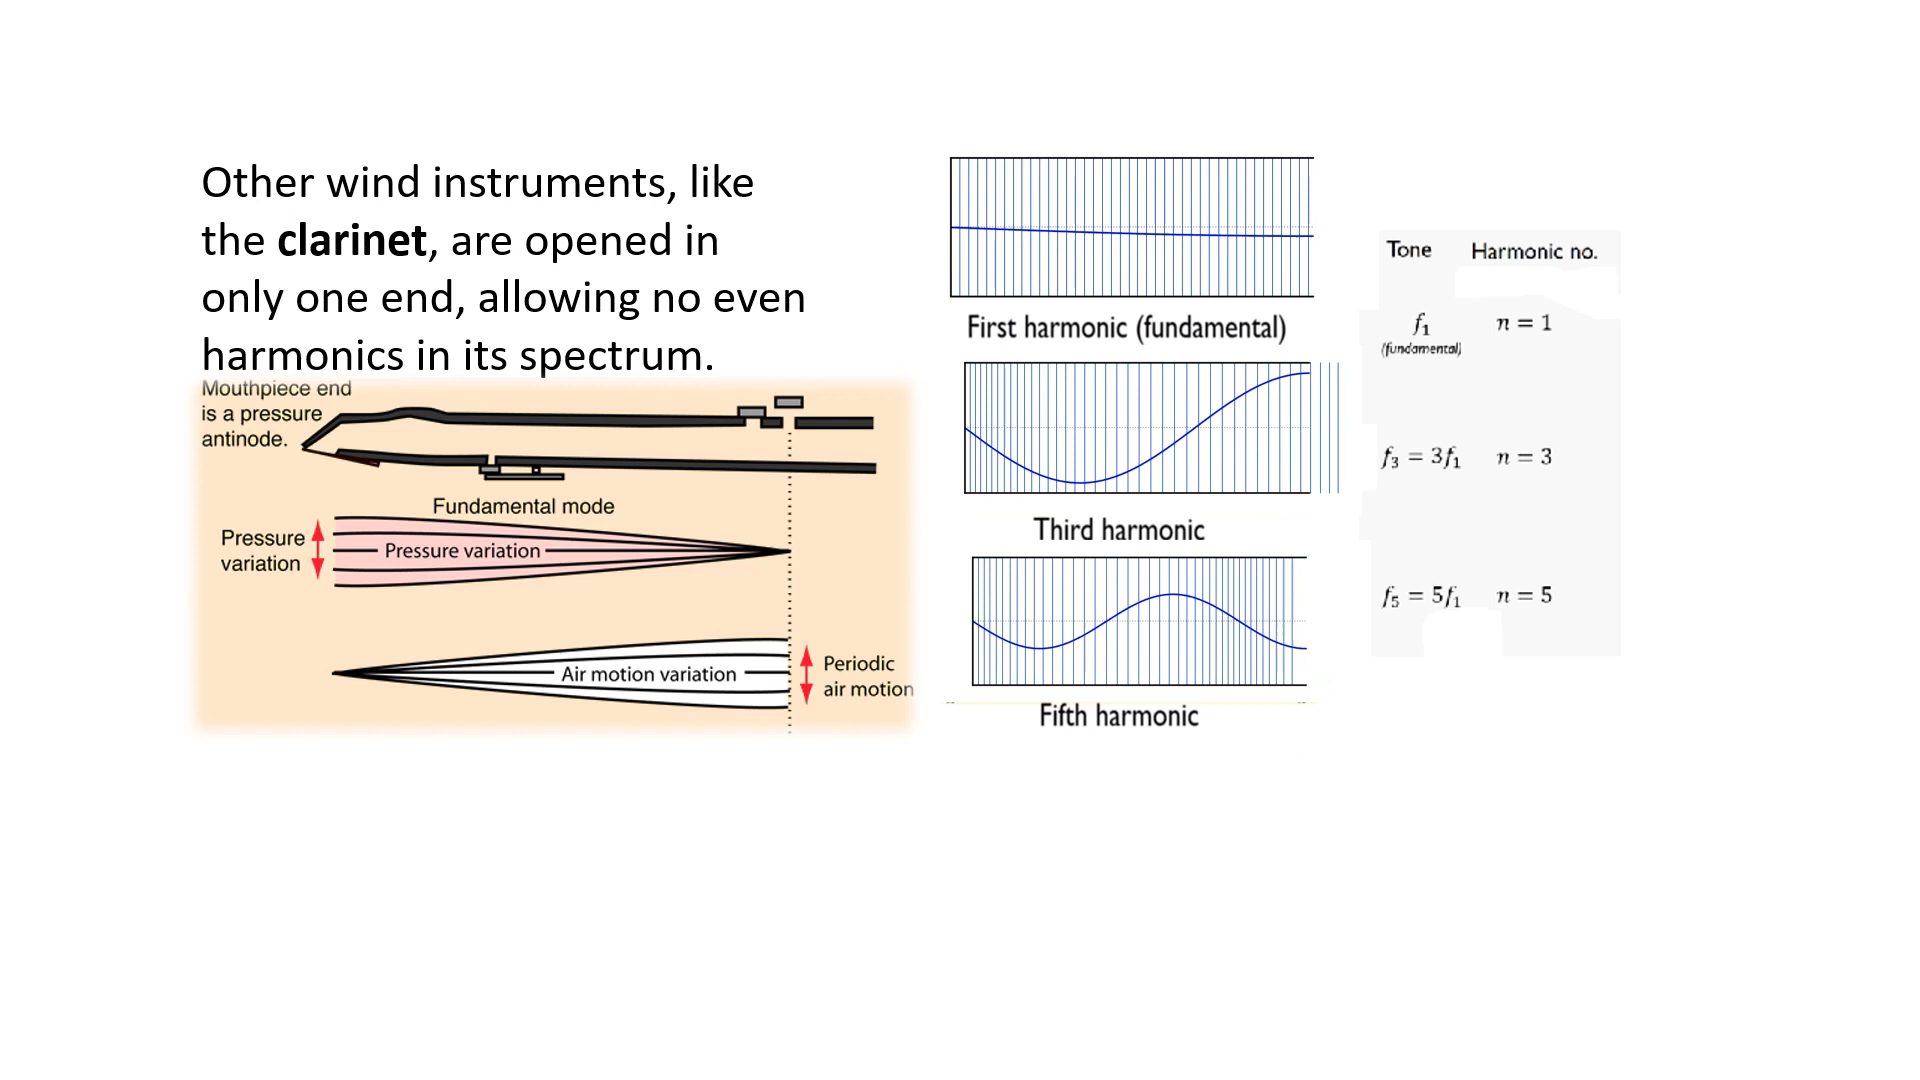 Other wind instruments, like
the clarinet, are opened in
only one end, allowing no even
harmonics in its spectrum.
Mouthpiece end
is a pressure
antinode.
Fundamental mode
Pressure
variation
Pressure variation
Air motion variation
Periodic
air motion
First harmonic (fundamental)
Third harmonic
Fifth harmonic
Tone Harmonic no.
f₁ n = 1
(fundamental)
f₃ = 3f₁ n = 3
f₅ = 5f₁ n = 5